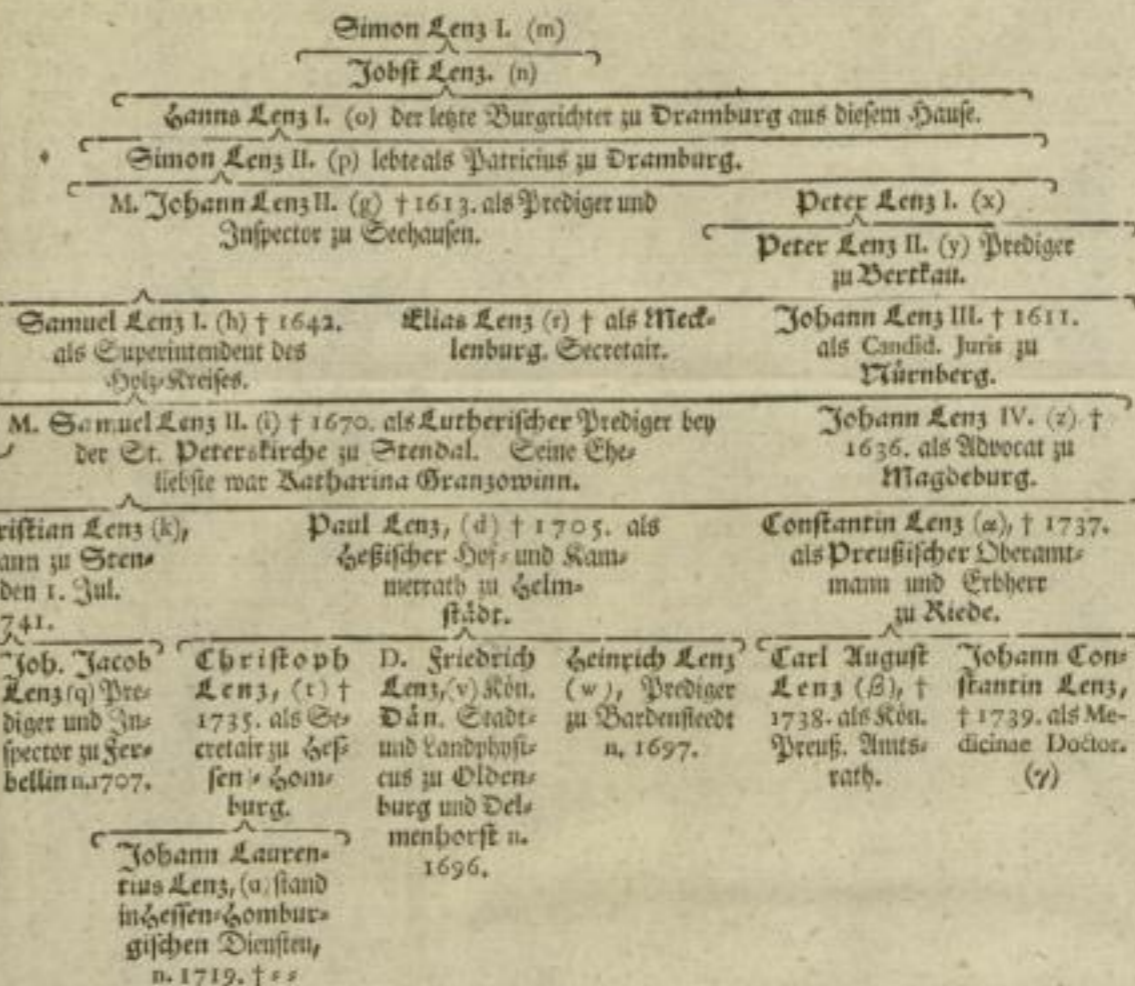 Simon Lenz I. (m)
Jobst Lenz. (n)
Hanns Lenz I. (o) der letzte Burgrichter zu Dramburg aus diesem Hause.
Simon Lenz II. (p) lebte als Patricius zu Dramburg.
M. Johann Lenz II. (g) † 1613. als Prediger und
Inspector zu Seehausen.
Peter Lenz I. (x)
Peter Lenz II. (y) Prediger
zu Bertkau.
Samuel Lenz I. (h) † 1642.
als Superintendent des
Holz-Kreises.
Elias Lenz (r) † als Meck-
lenburg. Secretair.
Johann Lenz III. † 1611.
als Candid. Juris zu
Nürnberg.
M. Samuel Lenz II. (i) † 1670. als Lutherischer Prediger bey
der St. Peterskirche zu Stendal. Seine Ehe-
liebste war Katharina Granzowinn.
Johann Lenz IV. (z) †
1636. als Advocat zu
Magdeburg.
ristian Lenz (k),
ann zu Sten-
den 1. Jul.
741.
Paul Lenz, (d) † 1705. als
Heßischer Hof- und Kam-
merrath zu Helm-
städt.
Constantin Lenz (α), † 1737.
als Preußischer Oberamt-
mann und Erbherr
zu Riede.
Joh. Jacob
Lenz (q) Pre-
diger und In-
spector zu Fer-
bellin n. 1707.
Christoph
Lenz, (t) †
1735. als Se-
cretair zu Hes-
sen-Hom-
burg.
D. Friedrich
Lenz, (v) Kön.
Dän. Stadt-
und Landphysi-
cus zu Olden-
burg und Del-
menhorst n.
1696.
Heinrich Lenz
(w), Prediger
zu Bardenfleedt
n. 1697.
Carl August
Lenz (β), †
1738. als Kön.
Preuß. Amts-
rath.
Johann Con-
stantin Lenz,
† 1739. als Me-
dicinae Doctor.
(γ)
Johann Lauren-
tius Lenz, (u) stand
in Hessen-Hombur-
gischen Diensten,
n. 1719. † - -